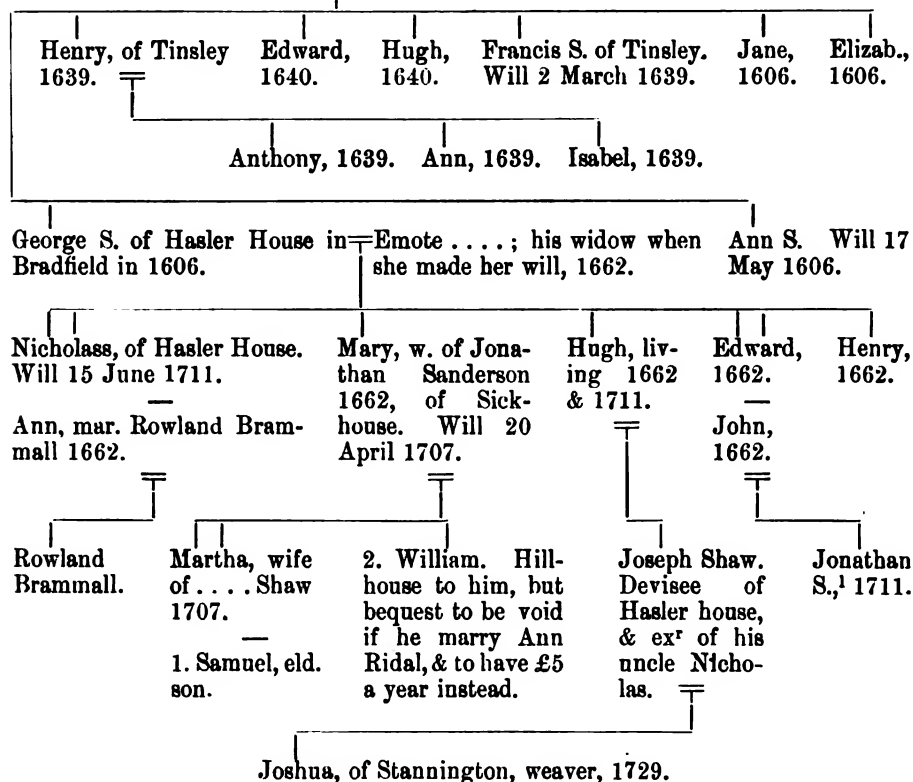 Henry, of Tinsley
1639.
Edward,
1640.
Hugh,
1640.
Francis S. of Tinsley.
Will 2 March 1639.
Jane,
1606.
Elizab.,
1606.
Anthony, 1639.
Ann, 1639.
Isabel, 1639.
George S. of Hasler House in
Bradfield in 1606.
Emote . . . . ; his widow when
she made her will, 1662.
Ann S. Will 17
May 1606.
Nicholass, of Hasler House.
Will 15 June 1711.
—
Ann, mar. Rowland Bram-
mall 1662.
Mary, w. of Jona-
than Sanderson
1662, of Sick-
house. Will 20
April 1707.
Hugh, liv-
ing 1662
& 1711.
Edward,
1662.
—
John,
1662.
Henry,
1662.
Rowland
Brammall.
Martha, wife
of . . . . Shaw
1707.
—
1. Samuel, eld.
son.
2. William. Hill-
house to him, but
bequest to be void
if he marry Ann
Ridal, & to have £5
a year instead.
Joseph Shaw.
Devisee of
Hasler house,
& exʳ of his
uncle Nicho-
las.
Jonathan
S.,¹ 1711.
Joshua, of Stannington, weaver, 1729.